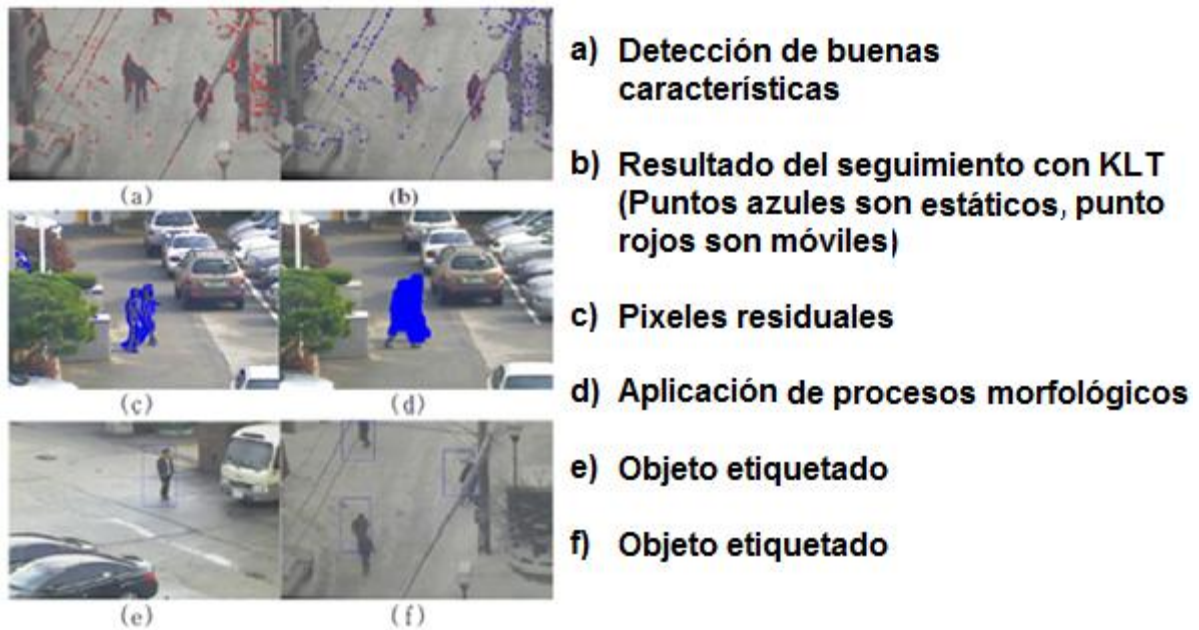 (a)
(b)
(c)
(d)
(e)
(f)
a) Detección de buenas
características
b) Resultado del seguimiento con KLT
(Puntos azules son estáticos, punto
rojos son móviles)
c) Pixeles residuales
d) Aplicación de procesos morfológicos
e) Objeto etiquetado
f) Objeto etiquetado